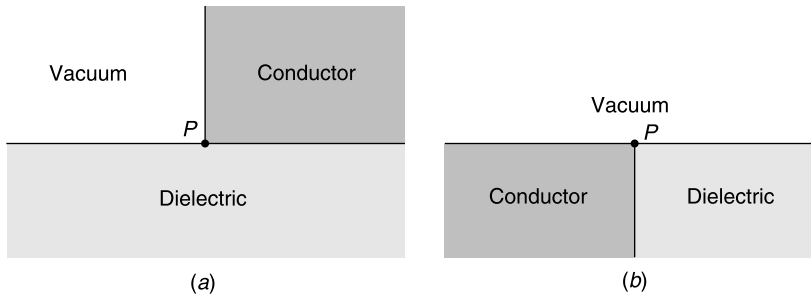 Vacuum
Conductor
P
Dielectric
(a)
Vacuum
P
Conductor
Dielectric
(b)